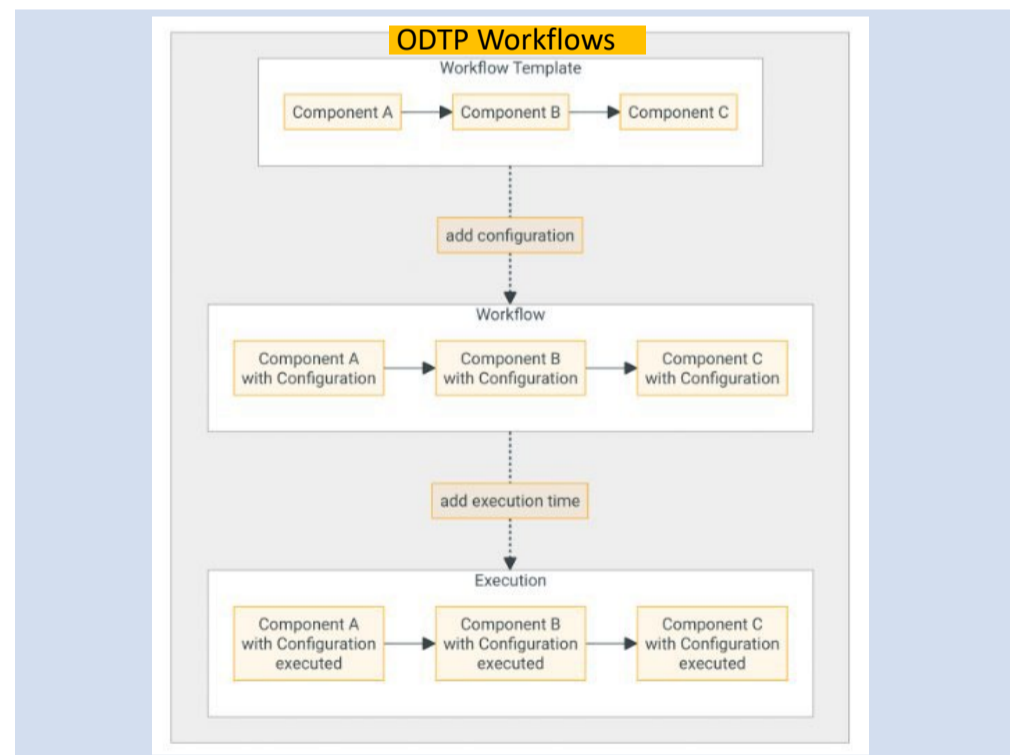 ODTP Workflows
Workflow Template
Component A
Component B
Component C
add configuration
Workflow
Component A
with Configuration
Component B
with Configuration
Component C
with Configuration
add execution time
Execution
Component A
with Configuration
executed
Component B
with Configuration
executed
Component C
with Configuration
executed